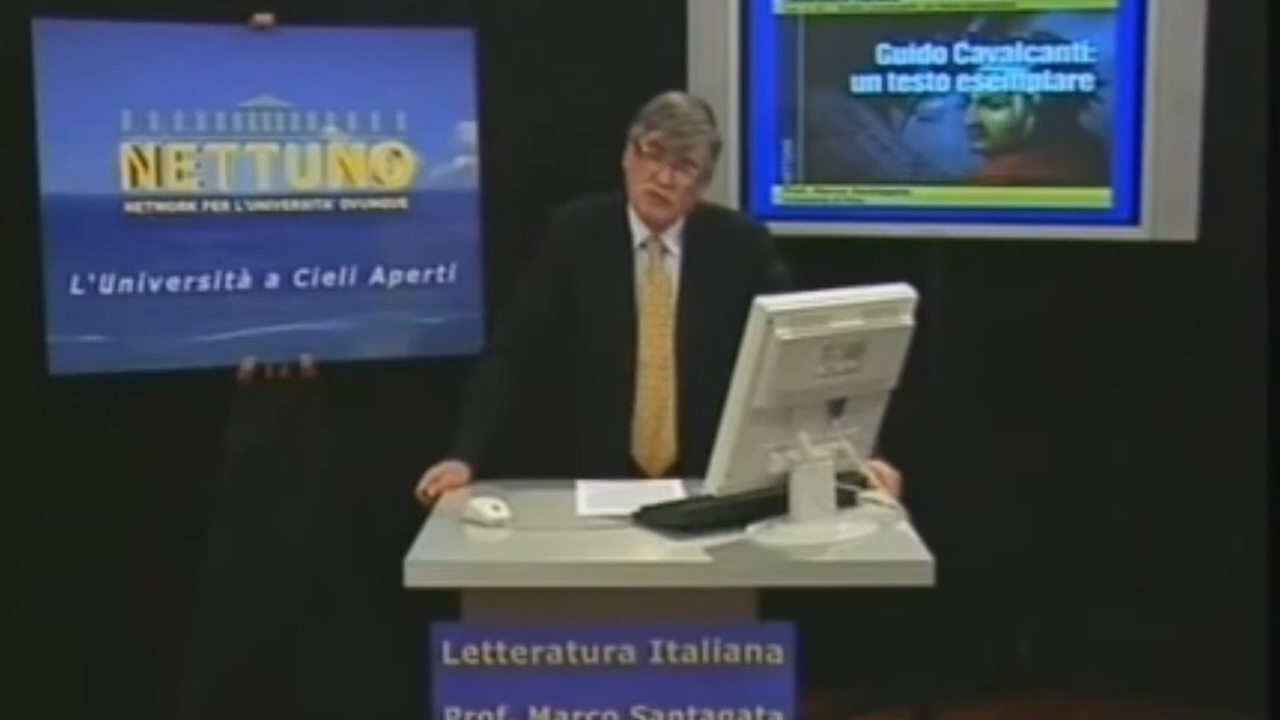 NETTUNO
NETWORK PER L'UNIVERSITA' OVUNQUE
L'Università a Cieli Aperti
Guido Cavalcanti:
un testo esemplare
Letteratura Italiana
Prof. Marco Santagata